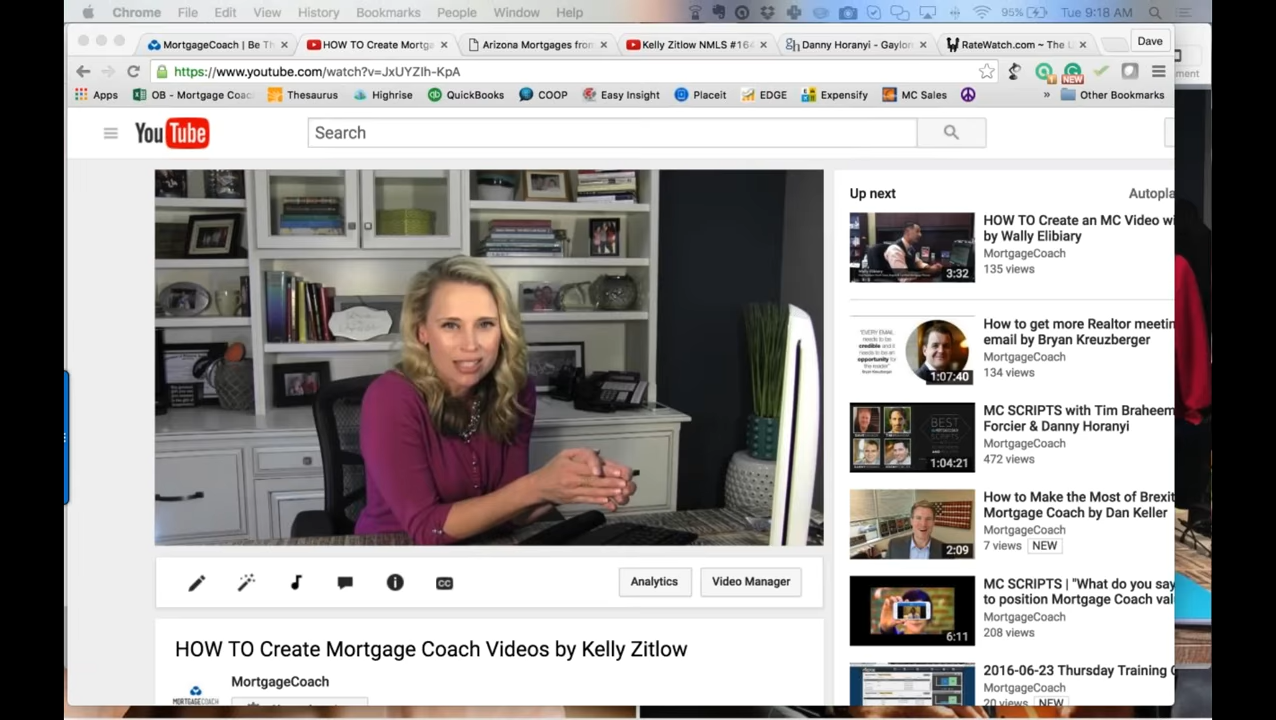 Chrome File Edit View History Bookmarks People Window Help 95% Tue 9:18 AM
MortgageCoach | Be Th × HOW TO Create Mortga × Arizona Mortgages from × Kelly Zitlow NMLS #164 × Danny Horanyi - Gaylon × RateWatch.com – The L × Dave
https://www.youtube.com/watch?v=JxUYZIh-KpA
NEW
Apps OB - Mortgage Coac Thesaurus Highrise QuickBooks COOP Easy Insight Placeit EDGE Expensify MC Sales » Other Bookmarks
YouTube
Search
Up next
Autopla
HOW TO Create an MC Video wi
by Wally Elibiary
MortgageCoach
135 views
3:32
How to get more Realtor meetin
email by Bryan Kreuzberger
MortgageCoach
134 views
1:07:40
MC SCRIPTS with Tim Braheem
Forcier & Danny Horanyi
MortgageCoach
472 views
1:04:21
How to Make the Most of Brexit
Mortgage Coach by Dan Keller
MortgageCoach
7 views NEW
2:09
MC SCRIPTS | "What do you say
to position Mortgage Coach val
MortgageCoach
208 views
6:11
2016-06-23 Thursday Training C
MortgageCoach
20 views NEW
CC
Analytics
Video Manager
HOW TO Create Mortgage Coach Videos by Kelly Zitlow
MortgageCoach
MORTGAGECOACH